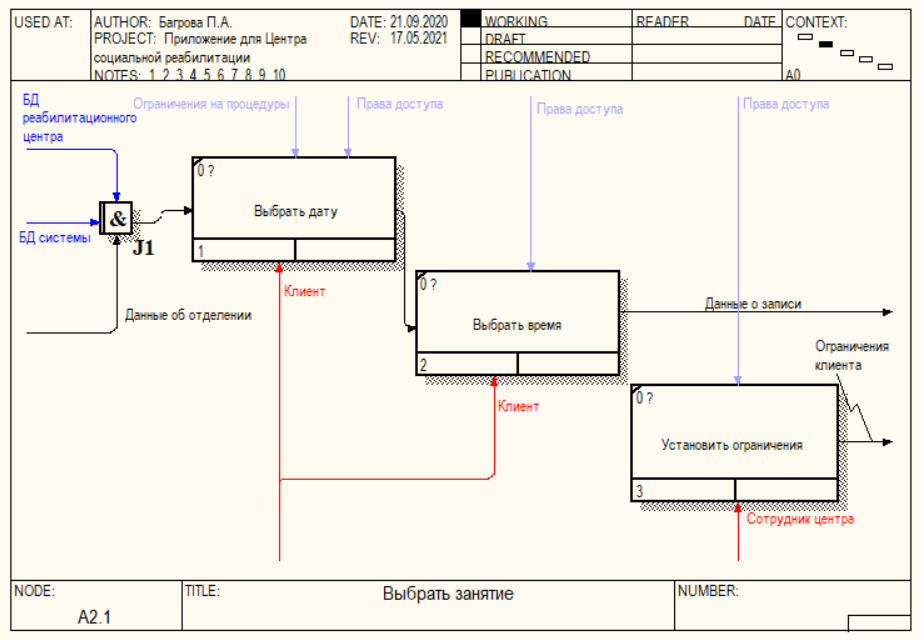 USED AT:
AUTHOR: Багрова П.А.
DATE: 21.09.2020
PROJECT: Приложение для Центра
REV: 17.05.2021
социальной реабилитации
NOTES: 1 2 3 4 5 6 7 8 9 10
WORKING
DRAFT
RECOMMENDED
PUBLICATION
READER
DATE
CONTEXT:
A0
БД
реабилитационного
центра
Ограничения на процедуры
Права доступа
Права доступа
Права доступа
0 ?
Выбрать дату
1
&
J1
БД системы
Клиент
Данные об отделении
0 ?
Выбрать время
2
Данные о записи
Ограничения
клиента
Клиент
0 ?
Установить ограничения
3
Сотрудник центра
NODE:
A2.1
TITLE:
Выбрать занятие
NUMBER: